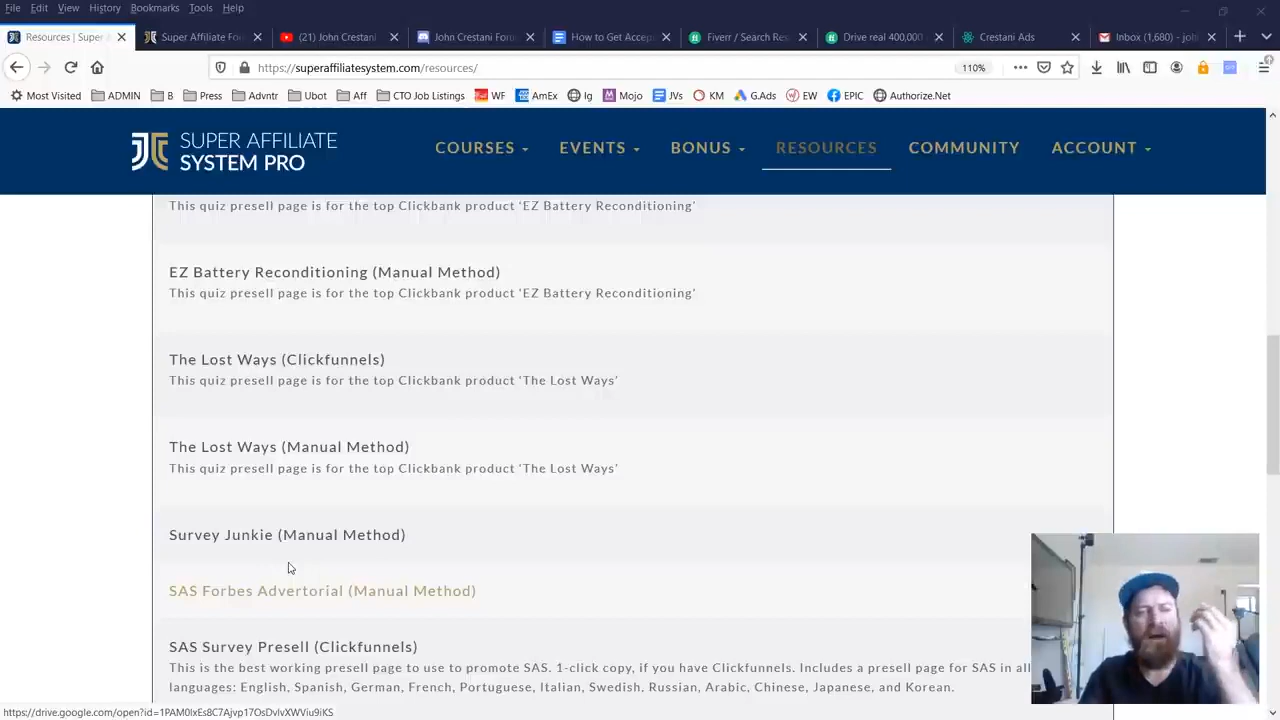 File Edit View History Bookmarks Tools Help
Resources | Super A
Super Affiliate Fo
(21) John Crestani
John Crestani Foru
How to Get Accep
Fiverr / Search Res
Drive real 400,000
Crestani Ads
Inbox (1,680) - joh
https://superaffiliatesystem.com/resources/
110%
Most Visited ADMIN B Press Advntr Ubot Aff CTO Job Listings WF AmEx Ig Mojo JVs KM G.Ads EW EPIC Authorize.Net
SUPER AFFILIATE
SYSTEM PRO
COURSES EVENTS BONUS RESOURCES COMMUNITY ACCOUNT
This quiz presell page is for the top Clickbank product 'EZ Battery Reconditioning'
EZ Battery Reconditioning (Manual Method)
This quiz presell page is for the top Clickbank product 'EZ Battery Reconditioning'
The Lost Ways (Clickfunnels)
This quiz presell page is for the top Clickbank product 'The Lost Ways'
The Lost Ways (Manual Method)
This quiz presell page is for the top Clickbank product 'The Lost Ways'
Survey Junkie (Manual Method)
SAS Forbes Advertorial (Manual Method)
SAS Survey Presell (Clickfunnels)
This is the best working presell page to use to promote SAS. 1-click copy, if you have Clickfunnels. Includes a presell page for SAS in all
languages: English, Spanish, German, French, Portuguese, Italian, Swedish, Russian, Arabic, Chinese, Japanese, and Korean.